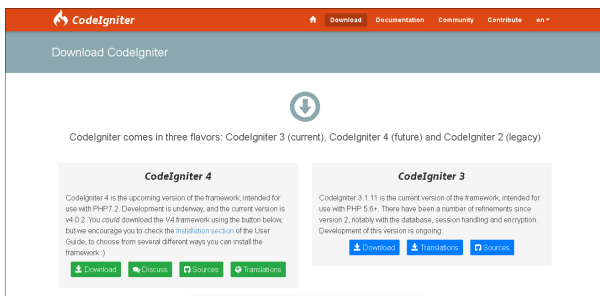 CodeIgniter
Download Documentation Community Contribute en
Download CodeIgniter
CodeIgniter comes in three flavors: CodeIgniter 3 (current), CodeIgniter 4 (future) and CodeIgniter 2 (legacy)
CodeIgniter 4
CodeIgniter 4 is the upcoming version of the framework, intended for
use with PHP7.2. Development is underway, and the current version is
v4.0.2. You could download the V4 framework using the button below,
but we encourage you to check the Installation section of the User
Guide, to choose from several different ways you can install the
framework :)
Download Discuss Sources Translations
CodeIgniter 3
CodeIgniter 3.1.11 is the current version of the framework, intended for
use with PHP 5.6+. There have been a number of refinements since
version 2, notably with the database, session handling and encryption.
Development of this version is ongoing.
Download Translations Sources